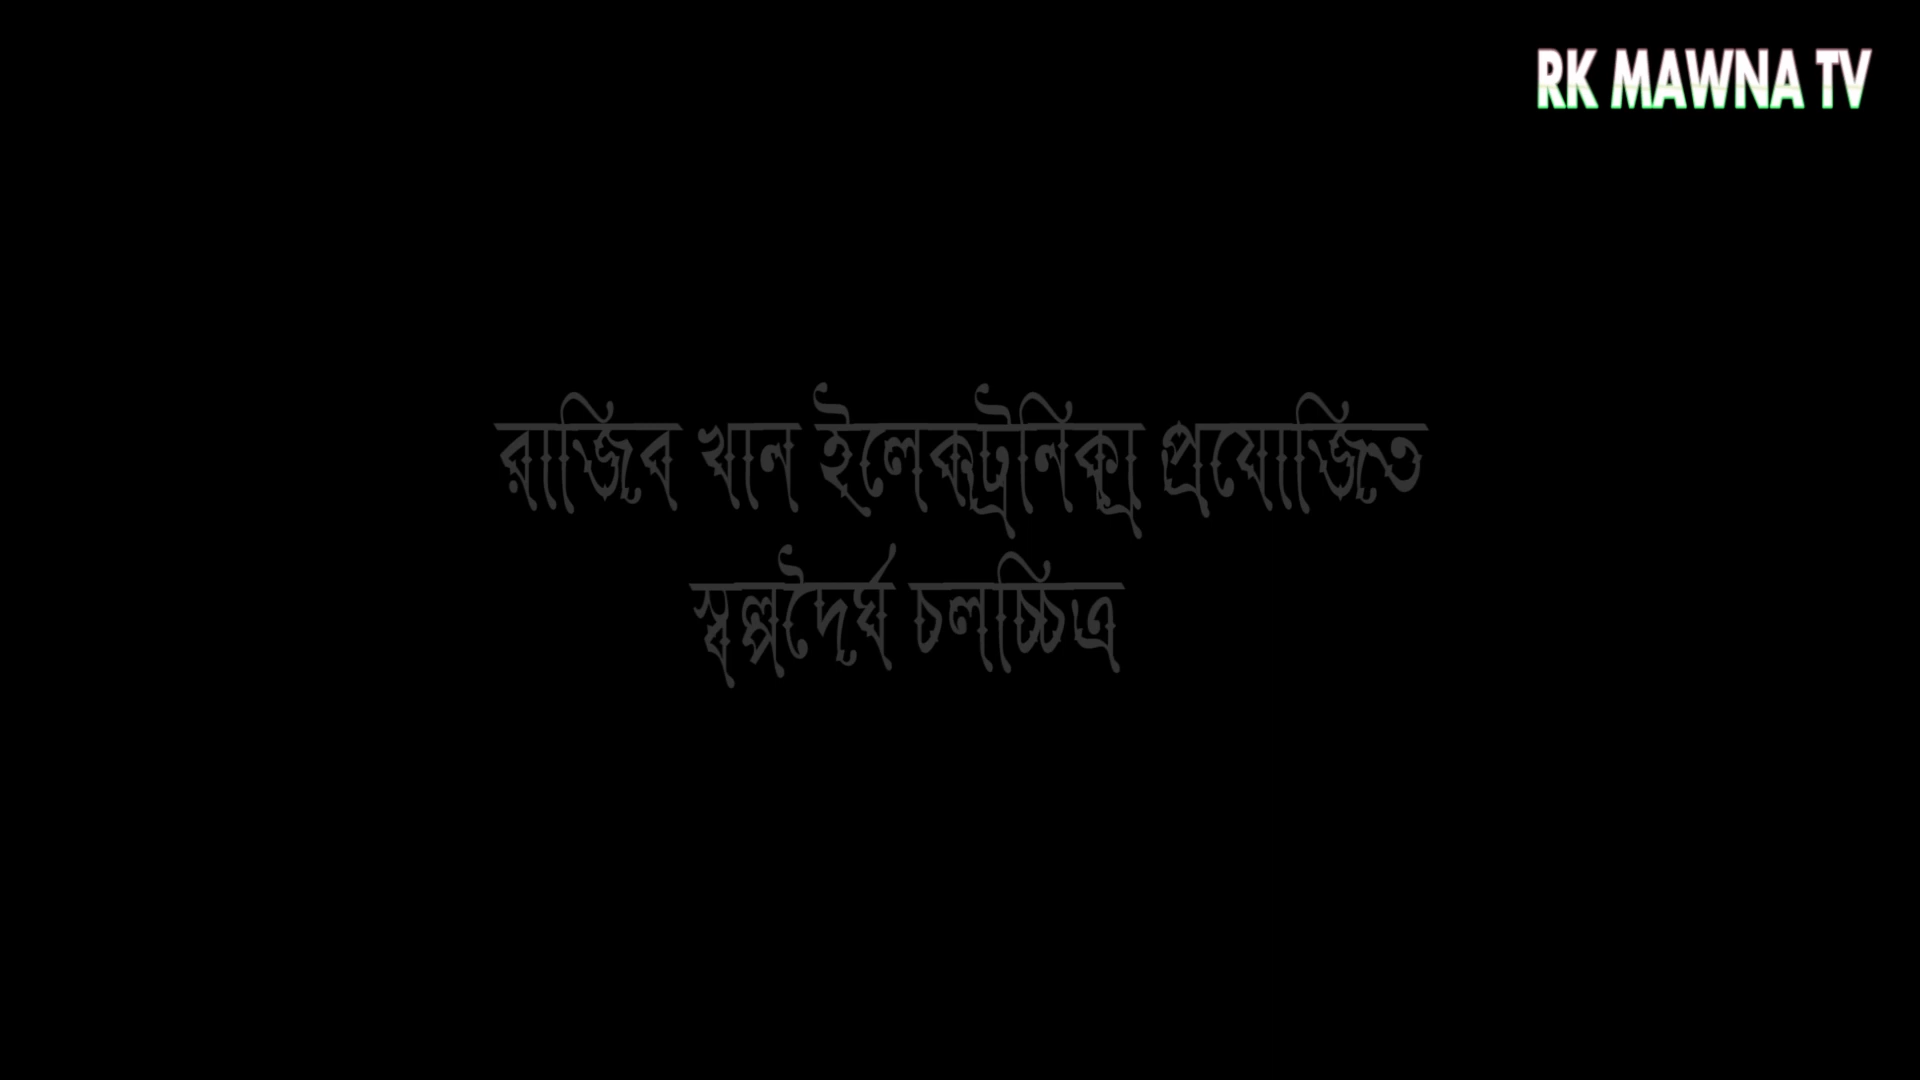 RK MAWNA TV
রাজিব খান ইলেকট্রনিক্স প্রযোজিত
স্বল্পদৈর্ঘ চলচ্চিত্র